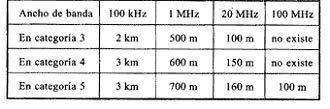 Ancho de banda 100 kHz 1 MHz 20 MHz 100 MHz
En categoría 3 2 km 500 m 100 m no existe
En categoría 4 3 km 600 m 150 m no existe
En categoría 5 3 km 700 m 160 m 100 m